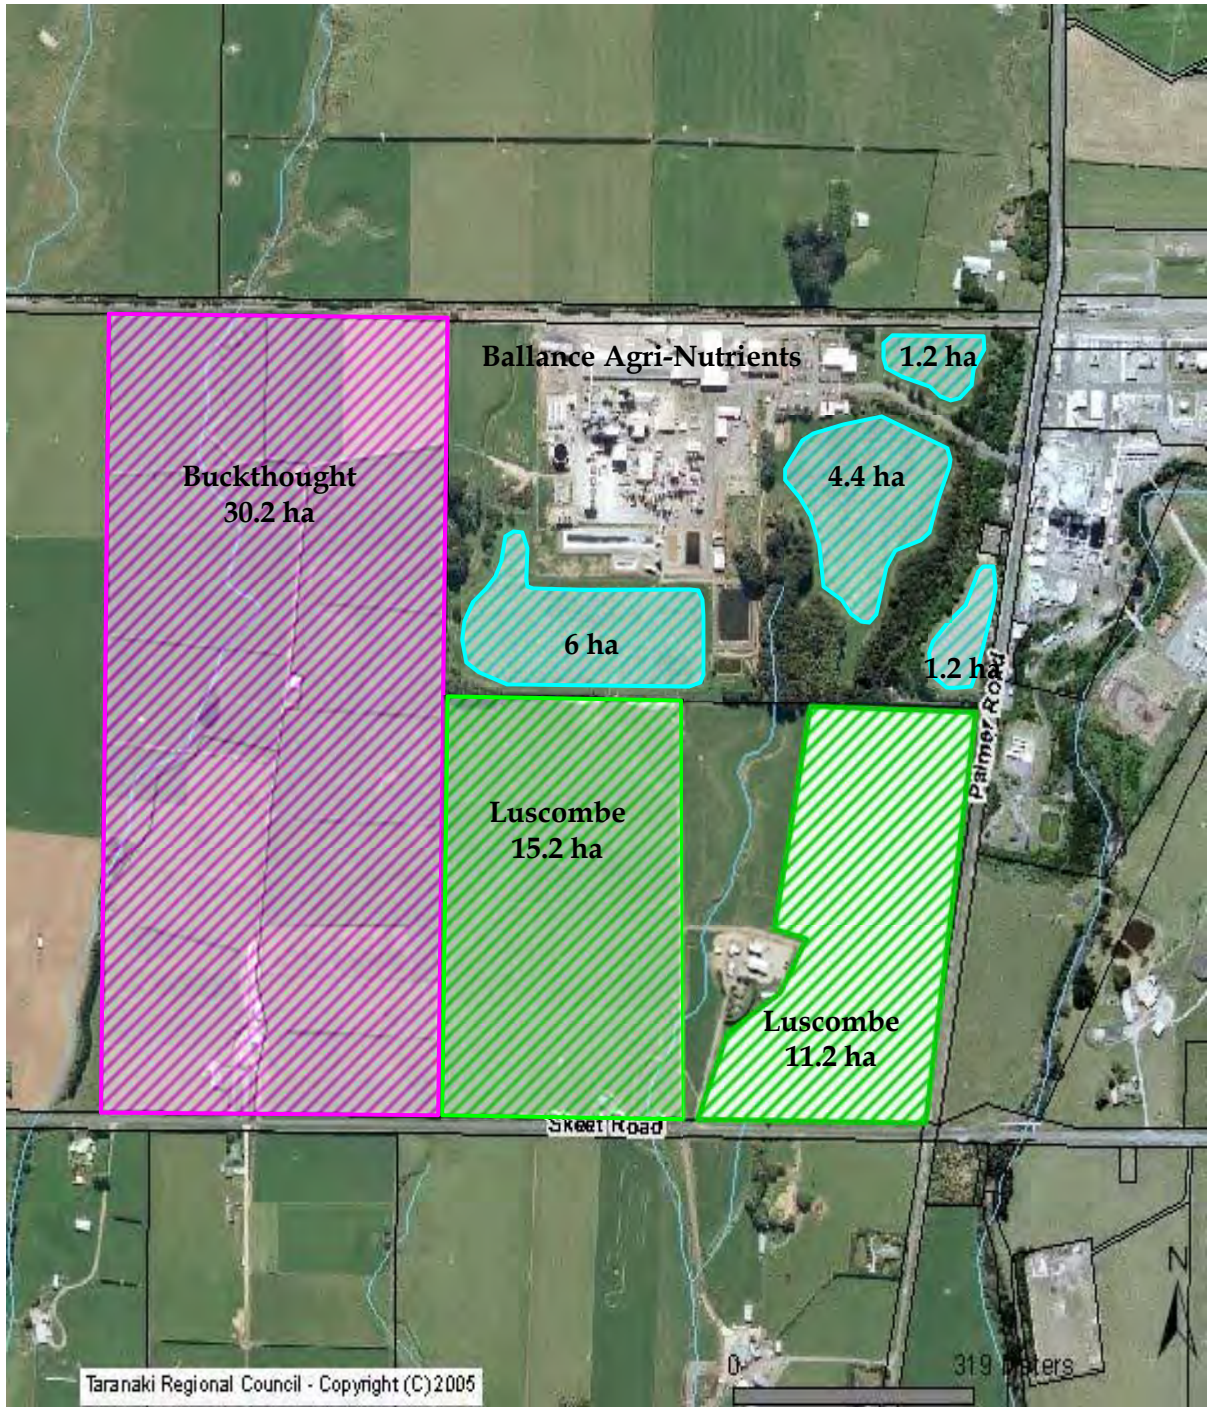 Ballance Agri-Nutrients
1.2 ha
Buckthought
30.2 ha
4.4 ha
6 ha
1.2 ha
Palmer Road
Luscombe
15.2 ha
Luscombe
11.2 ha
Skeet Road
N
0
319 Meters
Taranaki Regional Council - Copyright (C) 2005